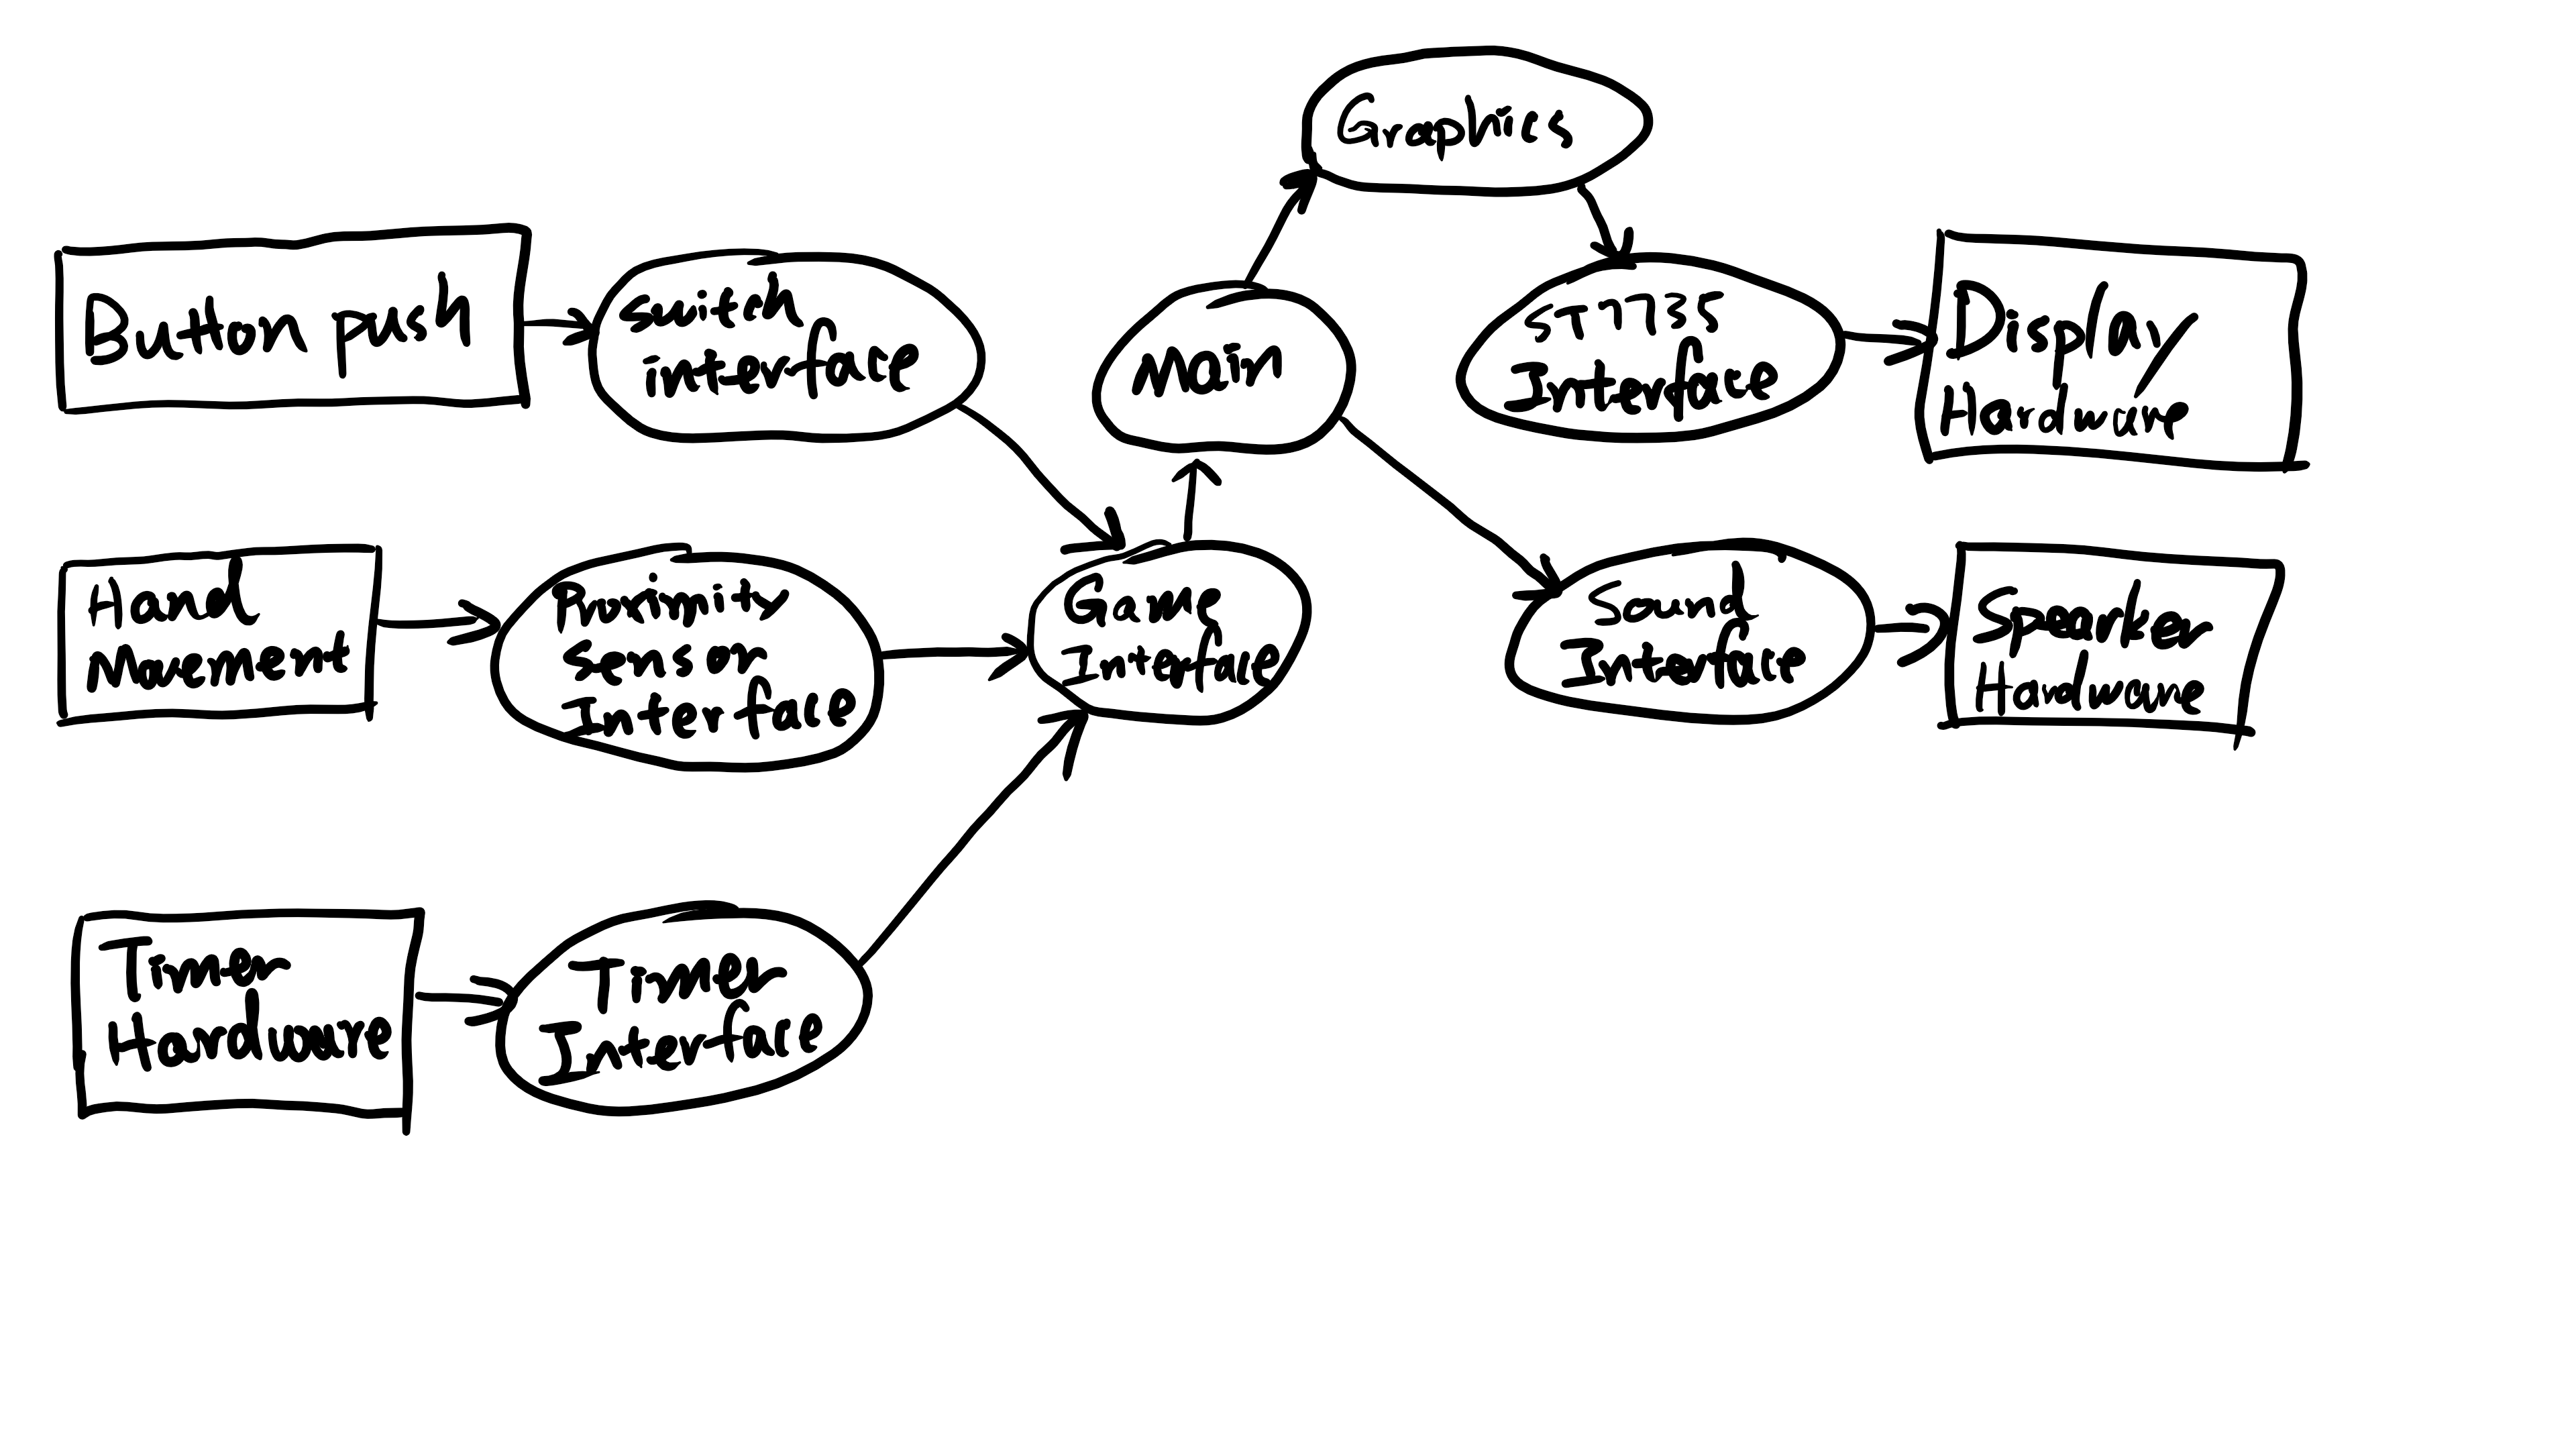 Graphics
Button push
switch
interface
Main
ST7735
Interface
Display
Hardware
Hand
Movement
Proximity
Sensor
Interface
Game
Interface
Sound
Interface
Spearker
Hardware
Timer
Hardware
Timer
Interface